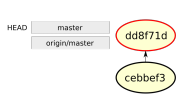 HEAD master dd8f71d
origin/master
cebbef3